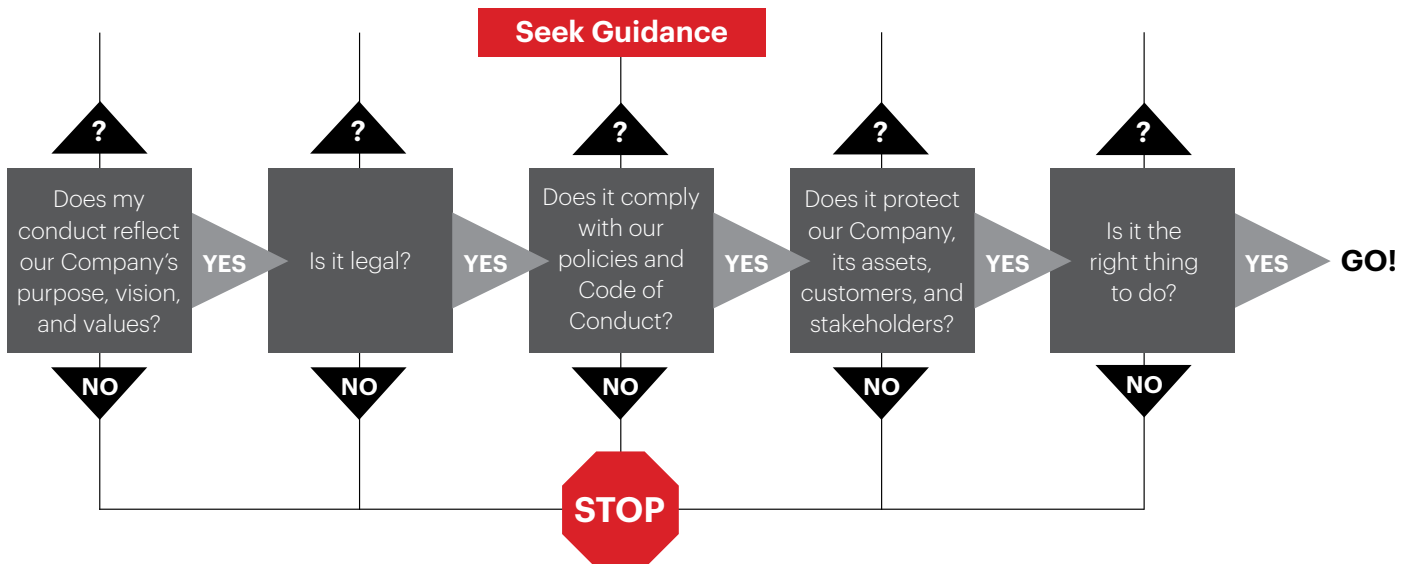 Seek Guidance
?
?
?
?
?
Does my
conduct reflect
our Company’s
purpose, vision,
and values?
YES
Is it legal?
YES
Does it comply
with our
policies and
Code of
Conduct?
YES
Does it protect
our Company,
its assets,
customers, and
stakeholders?
YES
Is it the
right thing
to do?
YES
GO!
NO
NO
NO
NO
NO
STOP